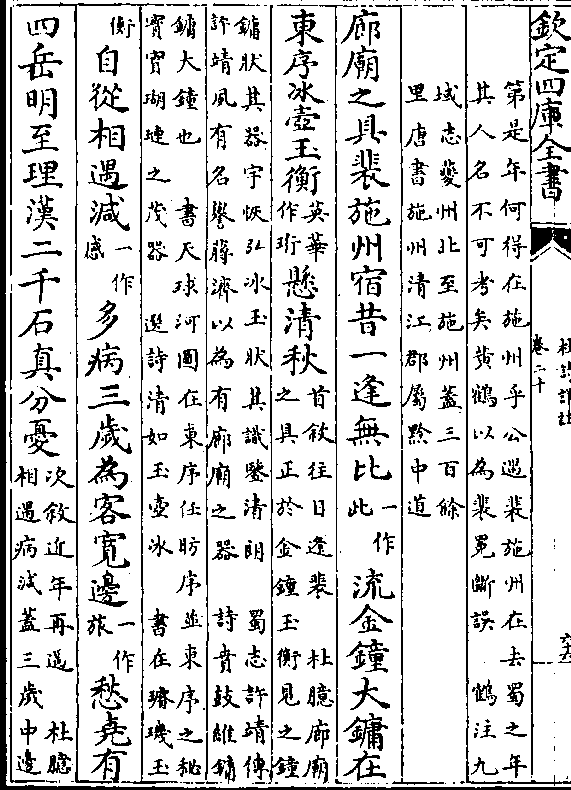 欽定四庫全書
杜詩詳註
卷二十
第是年何得在施州乎公遇裴施州在去蜀之年
其人名不可考矣黄鶴以為裴冕斷誤 鶴注九
域志夔州北至施州蓋三百餘
里唐書施州清江郡屬黔中道
廊廟之具裴施州宿昔一逢無比一作此流金鐘大鏞在
東序冰壺玉衡英華作珩懸清秋首敘往日逢裴 杜臆廊廟
之具正於金鐘玉衡見之鐘
鏞狀其器宇恢弘冰玉狀其識鑒清朗 蜀志許靖傳
許靖夙有名譽蔣濟以為有廊廟之器 詩賁鼓維鏞
鏞大鐘也 書天球河圖在東序任昉序並東序之秘
寳寳瑚璉之茂器 選詩清如玉壺冰 書在璿璣玉
衡自從相遇減一作感多病三歲為客寛邊一作旅愁堯有
四岳明至理漢二千石真分憂次敘近年再遇 杜臆
相遇病減蓋三歲中邊